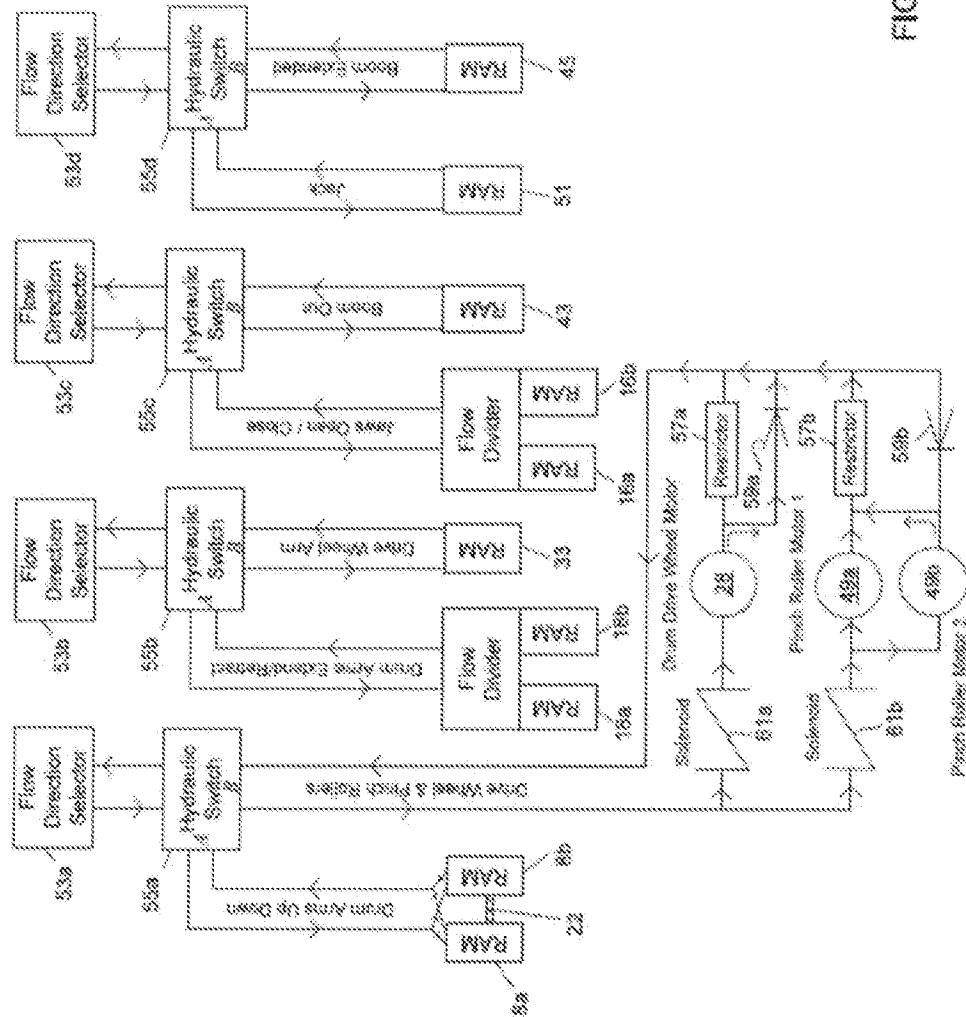 Flow
Direction
Selector
53a
Flow
Direction
Selector
53b
Flow
Direction
Selector
53c
Flow
Direction
Selector
53d
Hydraulic
Switch
A
B
55a
Hydraulic
Switch
A
B
55b
Hydraulic
Switch
A
B
55c
Hydraulic
Switch
A
B
55d
Drum Arms Up Down
Drive Wheel & Pinch Rollers
Drum Arms Extend/Retract
Drive Wheel Arm
Jaws Open / Close
Boom Out
Jack
Boom Extended
RAM
RAM
8a
8b
22
Flow
Divider
RAM
RAM
RAM
33
Flow
Divider
RAM
RAM
16a
16b
RAM
43
RAM
51
RAM
45
Solenoid
61a
Drum Drive Wheel Motor
Restrictor
57a
59a
Solenoid
61b
Pinch Roller Motor 1
49a
Restrictor
57b
Pinch Roller Motor 2
49b
59b
FIG